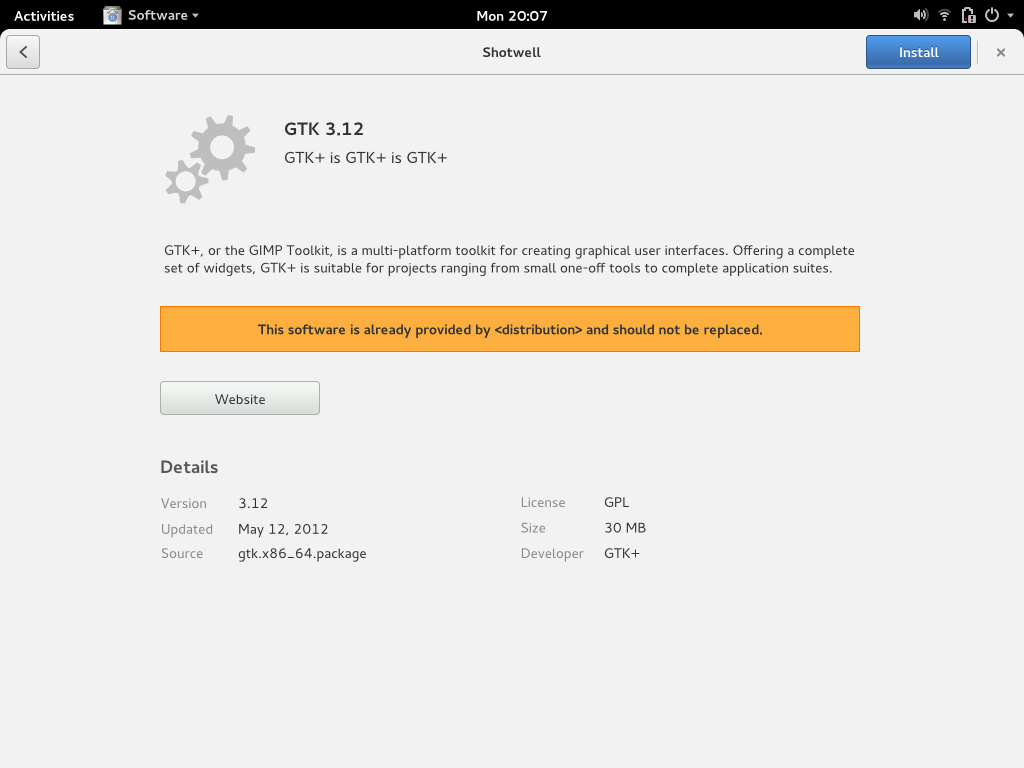 Activities Software Mon 20:07
Shotwell Install
GTK 3.12
GTK+ is GTK+ is GTK+
GTK+, or the GIMP Toolkit, is a multi-platform toolkit for creating graphical user interfaces. Offering a complete
set of widgets, GTK+ is suitable for projects ranging from small one-off tools to complete application suites.
This software is already provided by <distribution> and should not be replaced.
Website
Details
Version 3.12
Updated May 12, 2012
Source gtk.x86_64.package
License GPL
Size 30 MB
Developer GTK+